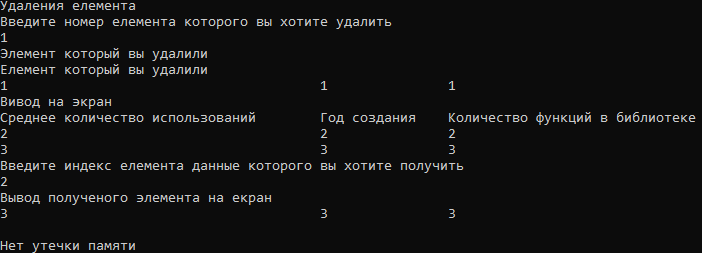 Удаления елемента
Введите номер елемента которого вы хотите удалить
1
Элемент который вы удалили
Елемент который вы удалили
1 1 1
Вивод на экран
Среднее количество использований Год создания Количество функций в библиотеке
2 2 2
3 3 3
Введите индекс елемента данные которого вы хотите получить
2
Вывод полученого элемента на екран
3 3 3
Нет утечки памяти